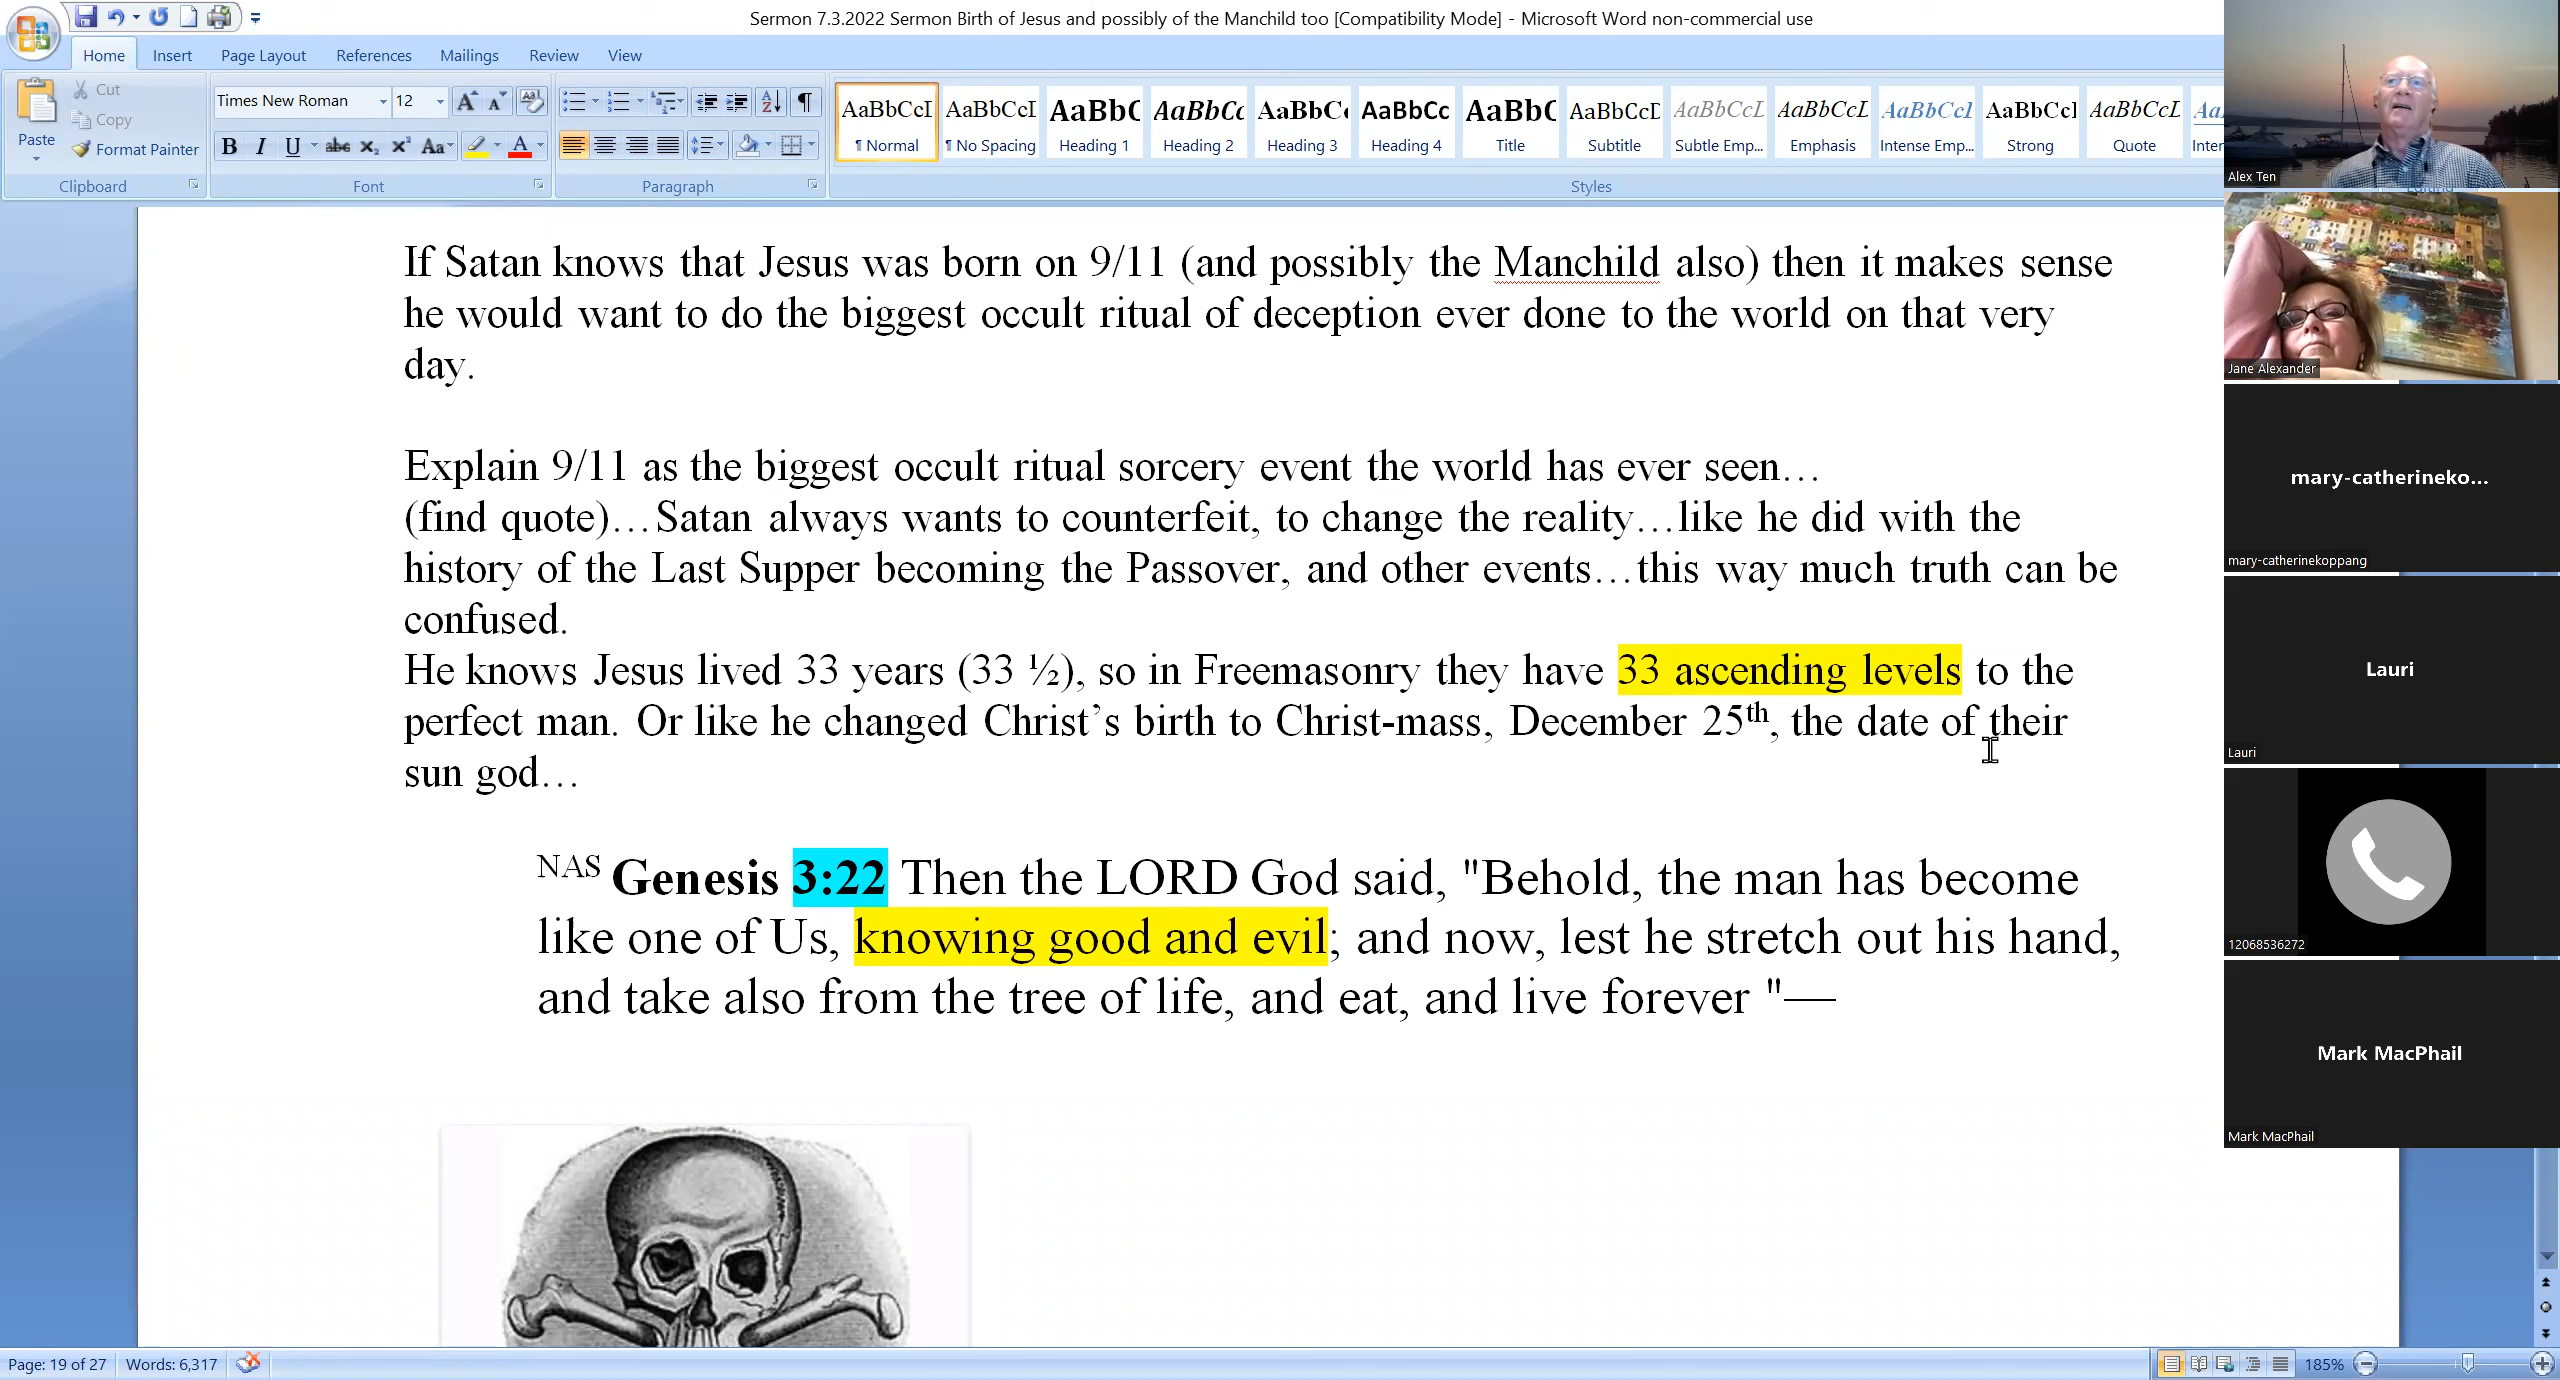 Sermon 7.3.2022 Sermon Birth of Jesus and possibly of the Manchild too [Compatibility Mode] - Microsoft Word non-commercial use
Home Insert Page Layout References Mailings Review View
Paste
Cut
Copy
Format Painter
Clipboard
Times New Roman 12
B I U abc x₂ x² Aa A
Font
Paragraph
AaBbCcI AaBbCcI AaBbC AaBbCc AaBbC AaBbCc AaBbC AaBbCcD AaBbCcL AaBbCcL AaBbCcI AaBbCcI AaBbCcL Aa
¶ Normal ¶ No Spacing Heading 1 Heading 2 Heading 3 Heading 4 Title Subtitle Subtle Emp... Emphasis Intense Emp... Strong Quote Inter
Styles
If Satan knows that Jesus was born on 9/11 (and possibly the Manchild also) then it makes sense
he would want to do the biggest occult ritual of deception ever done to the world on that very
day.
Explain 9/11 as the biggest occult ritual sorcery event the world has ever seen…
(find quote)…Satan always wants to counterfeit, to change the reality…like he did with the
history of the Last Supper becoming the Passover, and other events…this way much truth can be
confused.
He knows Jesus lived 33 years (33 ½), so in Freemasonry they have 33 ascending levels to the
perfect man. Or like he changed Christ’s birth to Christ-mass, December 25th, the date of their
sun god…
NAS Genesis 3:22 Then the LORD God said, "Behold, the man has become
like one of Us, knowing good and evil; and now, lest he stretch out his hand,
and take also from the tree of life, and eat, and live forever "—
Alex Ten
Jane Alexander
mary-catherineko...
mary-catherinekoppang
Lauri
Lauri
12068536272
Mark MacPhail
Mark MacPhail
Page: 19 of 27 Words: 6,317
185%